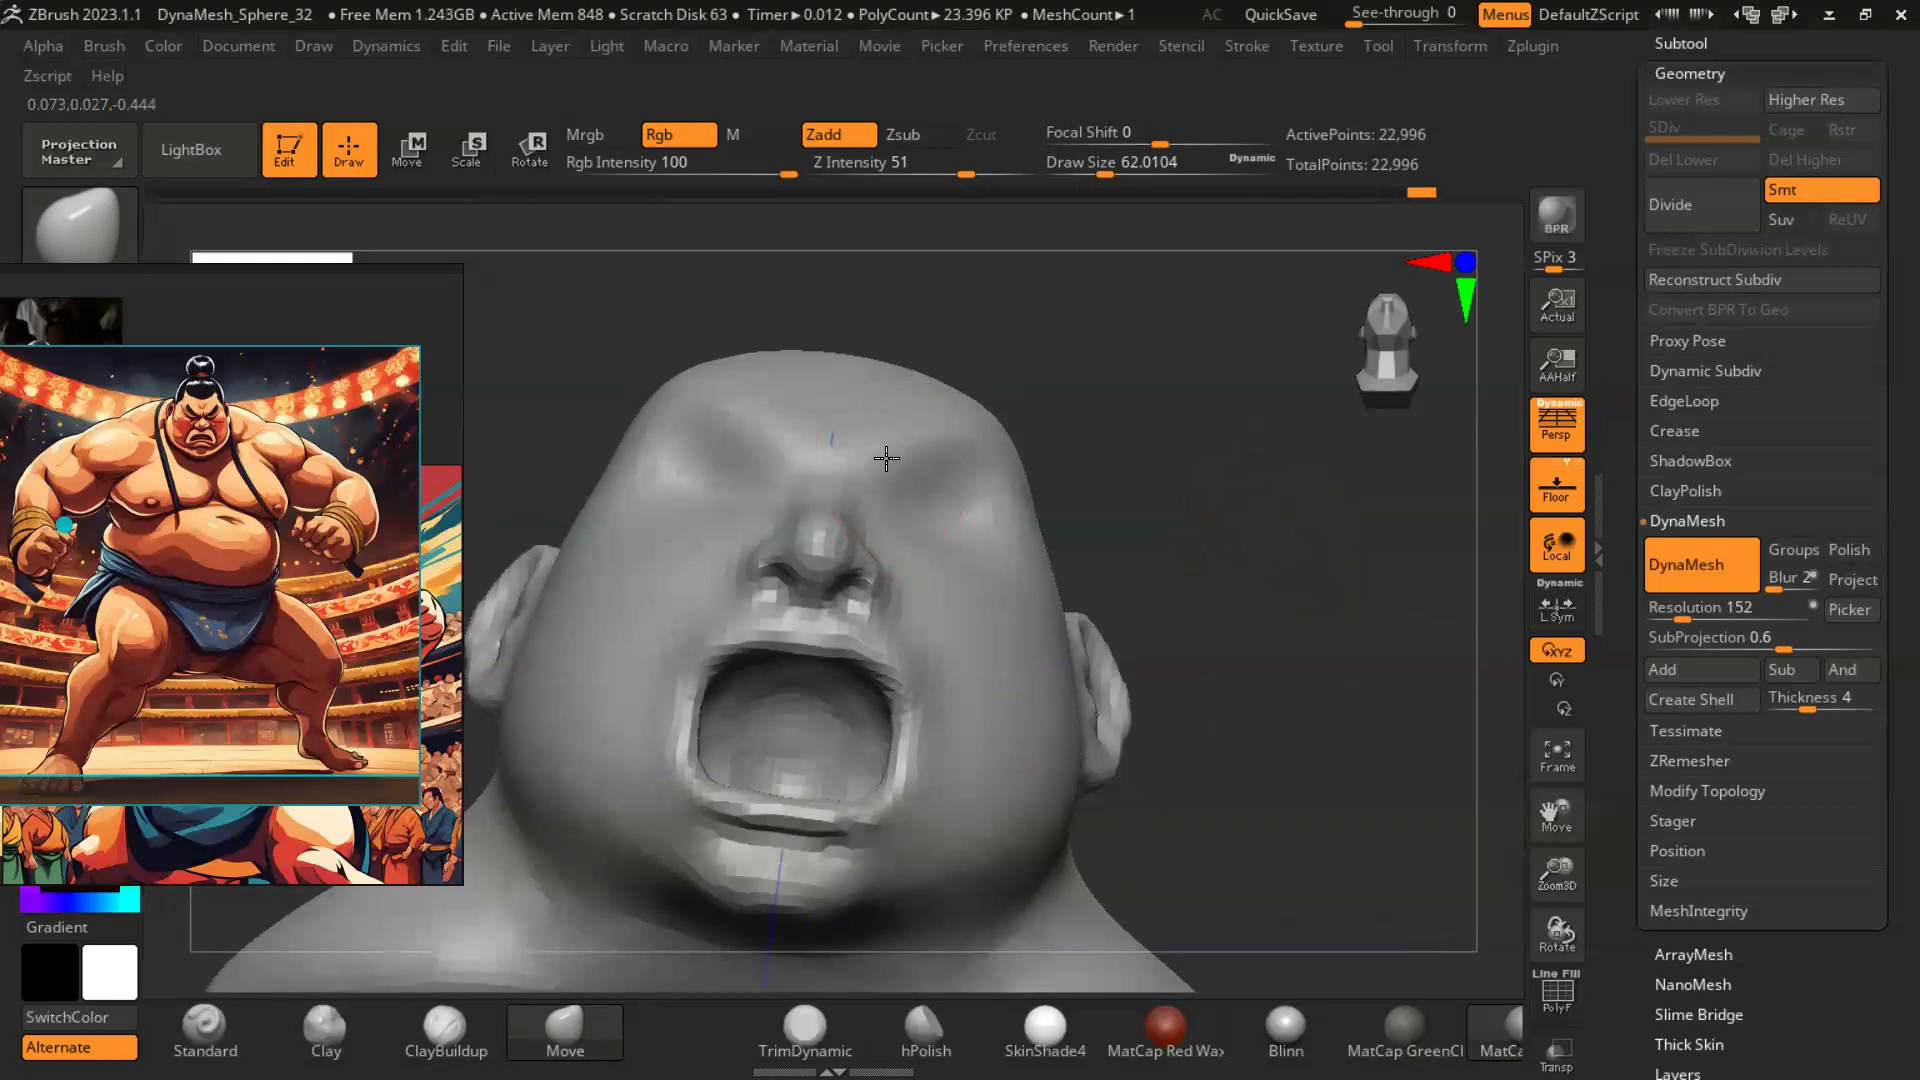 ZBrush 2023.1.1 DynaMesh_Sphere_32 ● Free Mem 1.243GB ● Active Mem 848 ● Scratch Disk 63 ● Timer►0.012 ● PolyCount►23.396 KP ● MeshCount►1 AC QuickSave See-through 0 Menus DefaultZScript
Alpha Brush Color Document Draw Dynamics Edit File Layer Light Macro Marker Material Movie Picker Preferences Render Stencil Stroke Texture Tool Transform Zplugin
Zscript Help
0.073,0.027,-0.444
Projection Master
LightBox
Edit
Draw
Move
Scale
Rotate
Mrgb Rgb M
Rgb Intensity 100
Zadd Zsub Zcut
Z Intensity 51
Focal Shift 0
Draw Size 62.0104 Dynamic
ActivePoints: 22,996
TotalPoints: 22,996
Gradient
SwitchColor
Alternate
Standard
Clay
ClayBuildup
Move
TrimDynamic
hPolish
SkinShade4
MatCap Red Wax
Blinn
MatCap GreenCl
MatCa
BPR
SPix 3
Actual
AAHalf
Dynamic
Persp
Floor
Local
Dynamic
L.Sym
XYZ
Frame
Move
Zoom3D
Rotate
Line Fill
PolyF
Transp
Subtool
Geometry
Lower Res Higher Res
SDiv Cage Rstr
Del Lower Del Higher
Divide Smt
Suv ReUV
Freeze SubDivision Levels
Reconstruct Subdiv
Convert BPR To Geo
Proxy Pose
Dynamic Subdiv
EdgeLoop
Crease
ShadowBox
ClayPolish
DynaMesh
DynaMesh Groups Polish
Blur 2 Project
Resolution 152 Picker
SubProjection 0.6
Add Sub And
Create Shell Thickness 4
Tessimate
ZRemesher
Modify Topology
Stager
Position
Size
MeshIntegrity
ArrayMesh
NanoMesh
Slime Bridge
Thick Skin
Layers